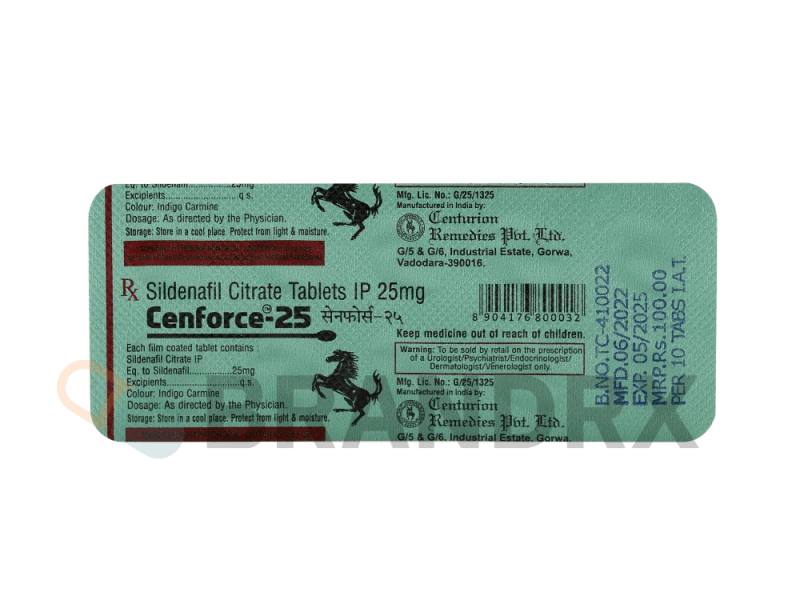 Eq. to Sildenafil................25mg
Excipients.........................q.s.
Colour: Indigo Carmine
Dosage: As directed by the Physician.
Storage: Store in a cool place. Protect from light & moisture.
Mfg. Lic. No.: G/25/1325
Manufactured in India by:
Centurion
Remedies Pvt. Ltd.
G/5 & G/6, Industrial Estate, Gorwa,
Vadodara-390016.
Rx Sildenafil Citrate Tablets IP 25mg
Cenforce™-25 सेनफोर्स-२५
8 904176 800032
Keep medicine out of reach of children.
Each film coated tablet contains :
Sildenafil Citrate IP
Eq. to Sildenafil................25mg
Excipients.........................q.s.
Colour: Indigo Carmine
Dosage: As directed by the Physician.
Storage: Store in a cool place. Protect from light & moisture.
Warning: To be sold by retail on the prescription
of a Urologist/Psychiatrist/Endocrinologist/
Dermatologist/Venerologist only.
Mfg. Lic. No.: G/25/1325
Manufactured in India by:
Centurion
Remedies Pvt. Ltd.
G/5 & G/6, Industrial Estate, Gorwa,
B.NO.TC-410022
MFD.06/2022
EXP. 05/2025
MRP.Rs.100.00
PER 10 TABS I.A.T.
BRANDRX